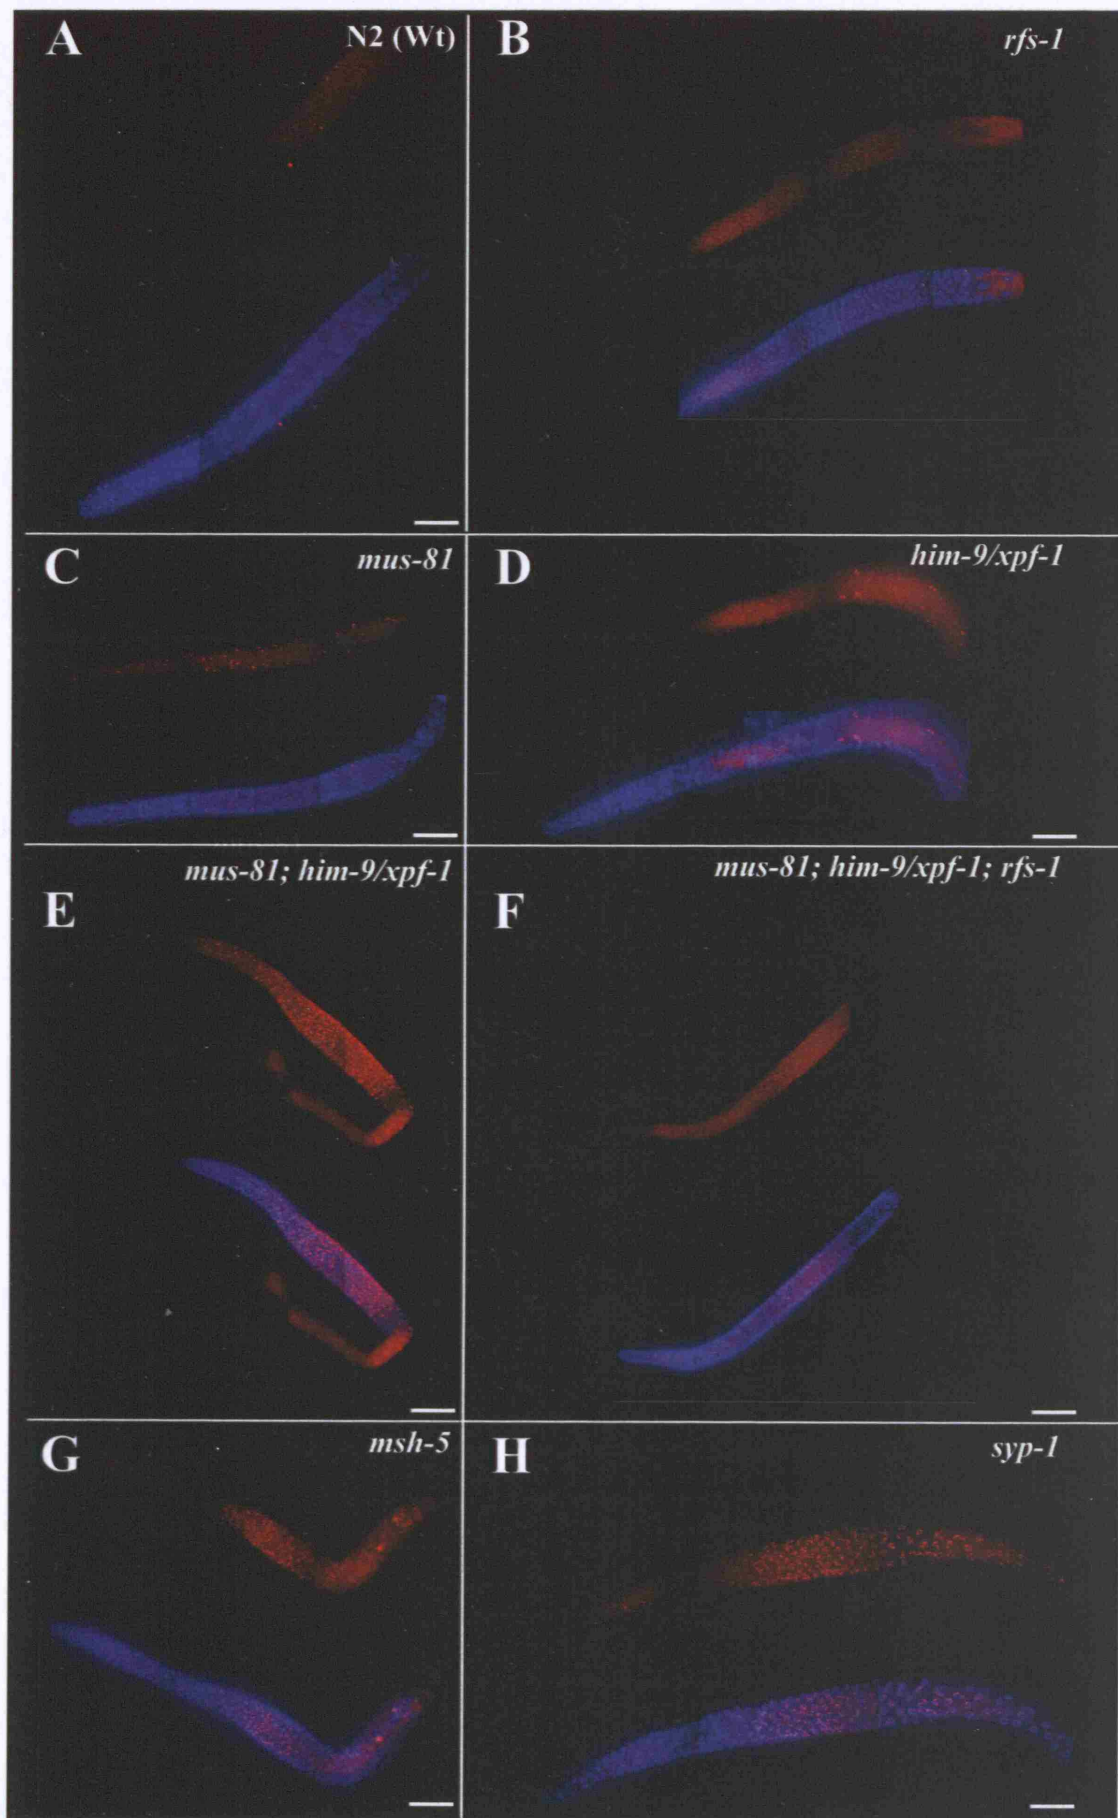 A
N2 (Wt)
B
rfs-1
C
mus-81
D
him-9/xpf-1
E
mus-81; him-9/xpf-1
F
mus-81; him-9/xpf-1; rfs-1
G
msh-5
H
syp-1